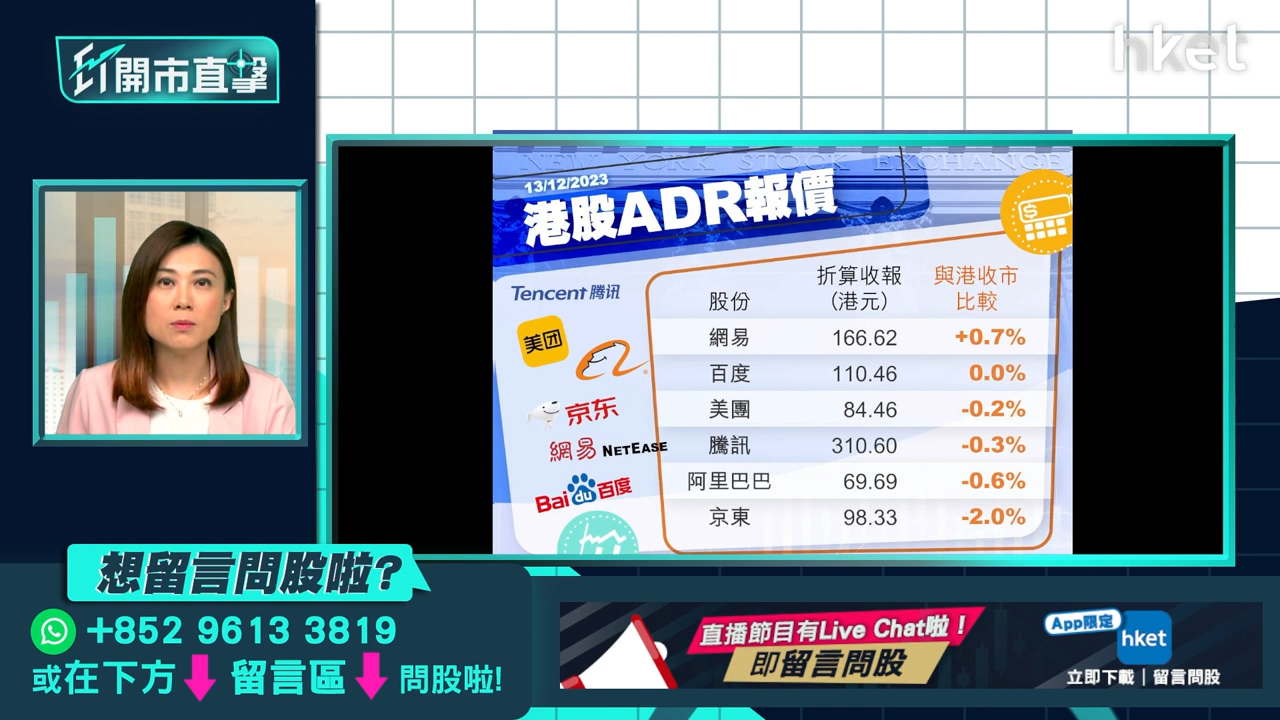 開市直擊
hket
NEW YORK STOCK EXCHANGE
13/12/2023
港股ADR報價
Tencent 腾讯
美团
京东
網易 NETEASE
Baidu百度
股份 折算收報(港元) 與港收市比較
網易 166.62 +0.7%
百度 110.46 0.0%
美團 84.46 -0.2%
騰訊 310.60 -0.3%
阿里巴巴 69.69 -0.6%
京東 98.33 -2.0%
想留言問股啦?
+852 9613 3819
或在下方 留言區 問股啦!
直播節目有Live Chat啦！
即留言問股
App限定
hket
立即下載｜留言問股